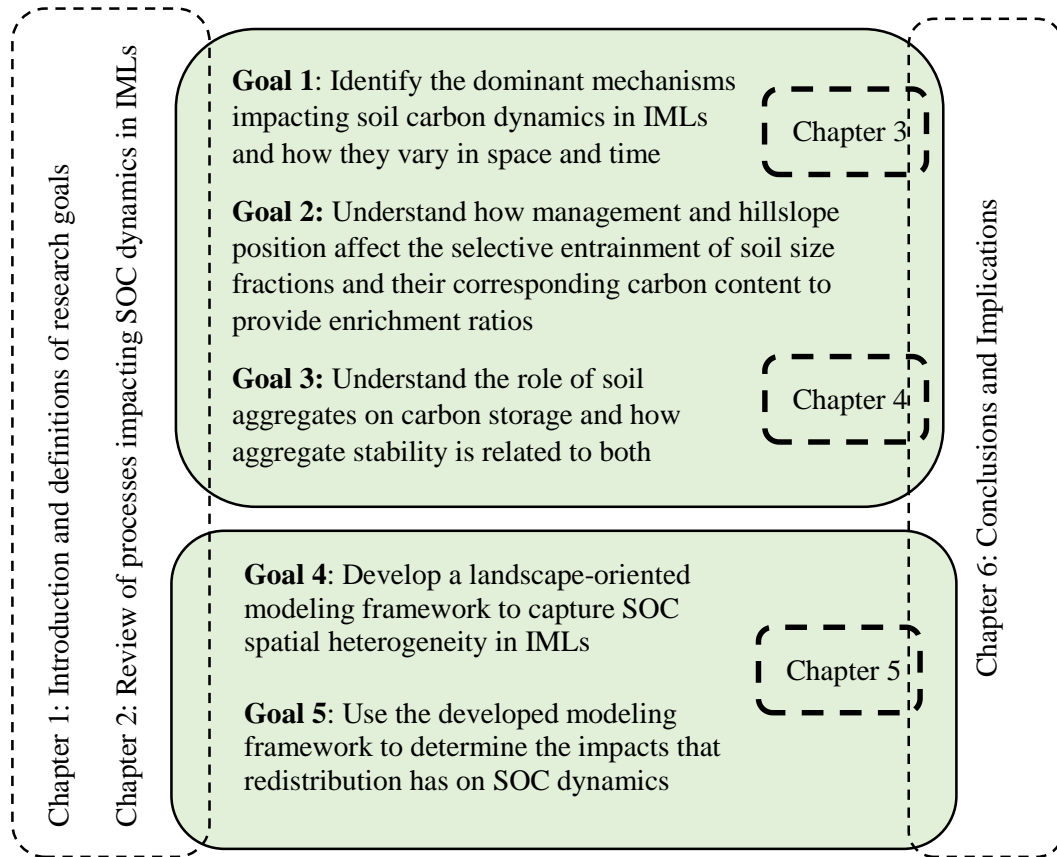 Chapter 1: Introduction and definitions of research goals
Chapter 2: Review of processes impacting SOC dynamics in IMLs
Goal 1: Identify the dominant mechanisms
impacting soil carbon dynamics in IMLs
and how they vary in space and time
Chapter 3
Goal 2: Understand how management and hillslope
position affect the selective entrainment of soil size
fractions and their corresponding carbon content to
provide enrichment ratios
Goal 3: Understand the role of soil
aggregates on carbon storage and how
aggregate stability is related to both
Chapter 4
Goal 4: Develop a landscape-oriented
modeling framework to capture SOC
spatial heterogeneity in IMLs
Chapter 5
Goal 5: Use the developed modeling
framework to determine the impacts that
redistribution has on SOC dynamics
Chapter 6: Conclusions and Implications